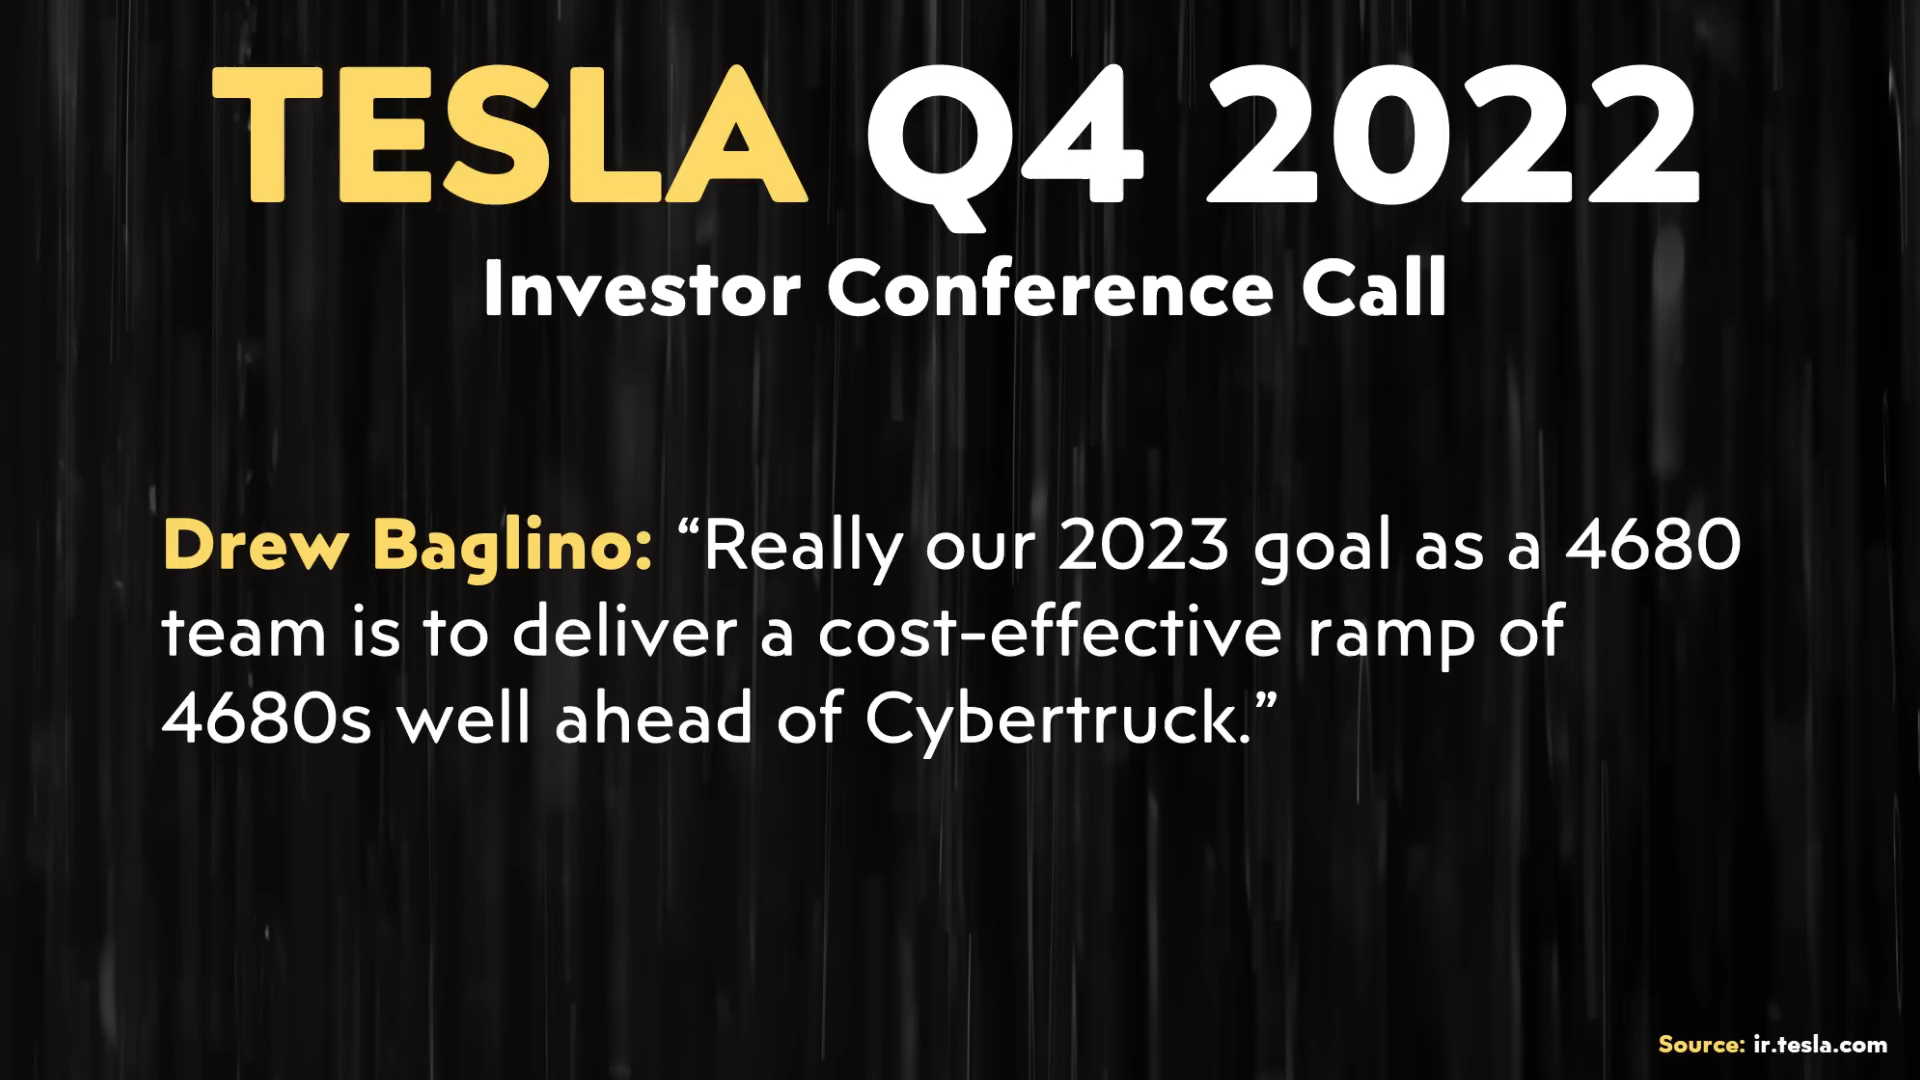 TESLA Q4 2022
Investor Conference Call
Drew Baglino: “Really our 2023 goal as a 4680
team is to deliver a cost-effective ramp of
4680s well ahead of Cybertruck.”
Source: ir.tesla.com